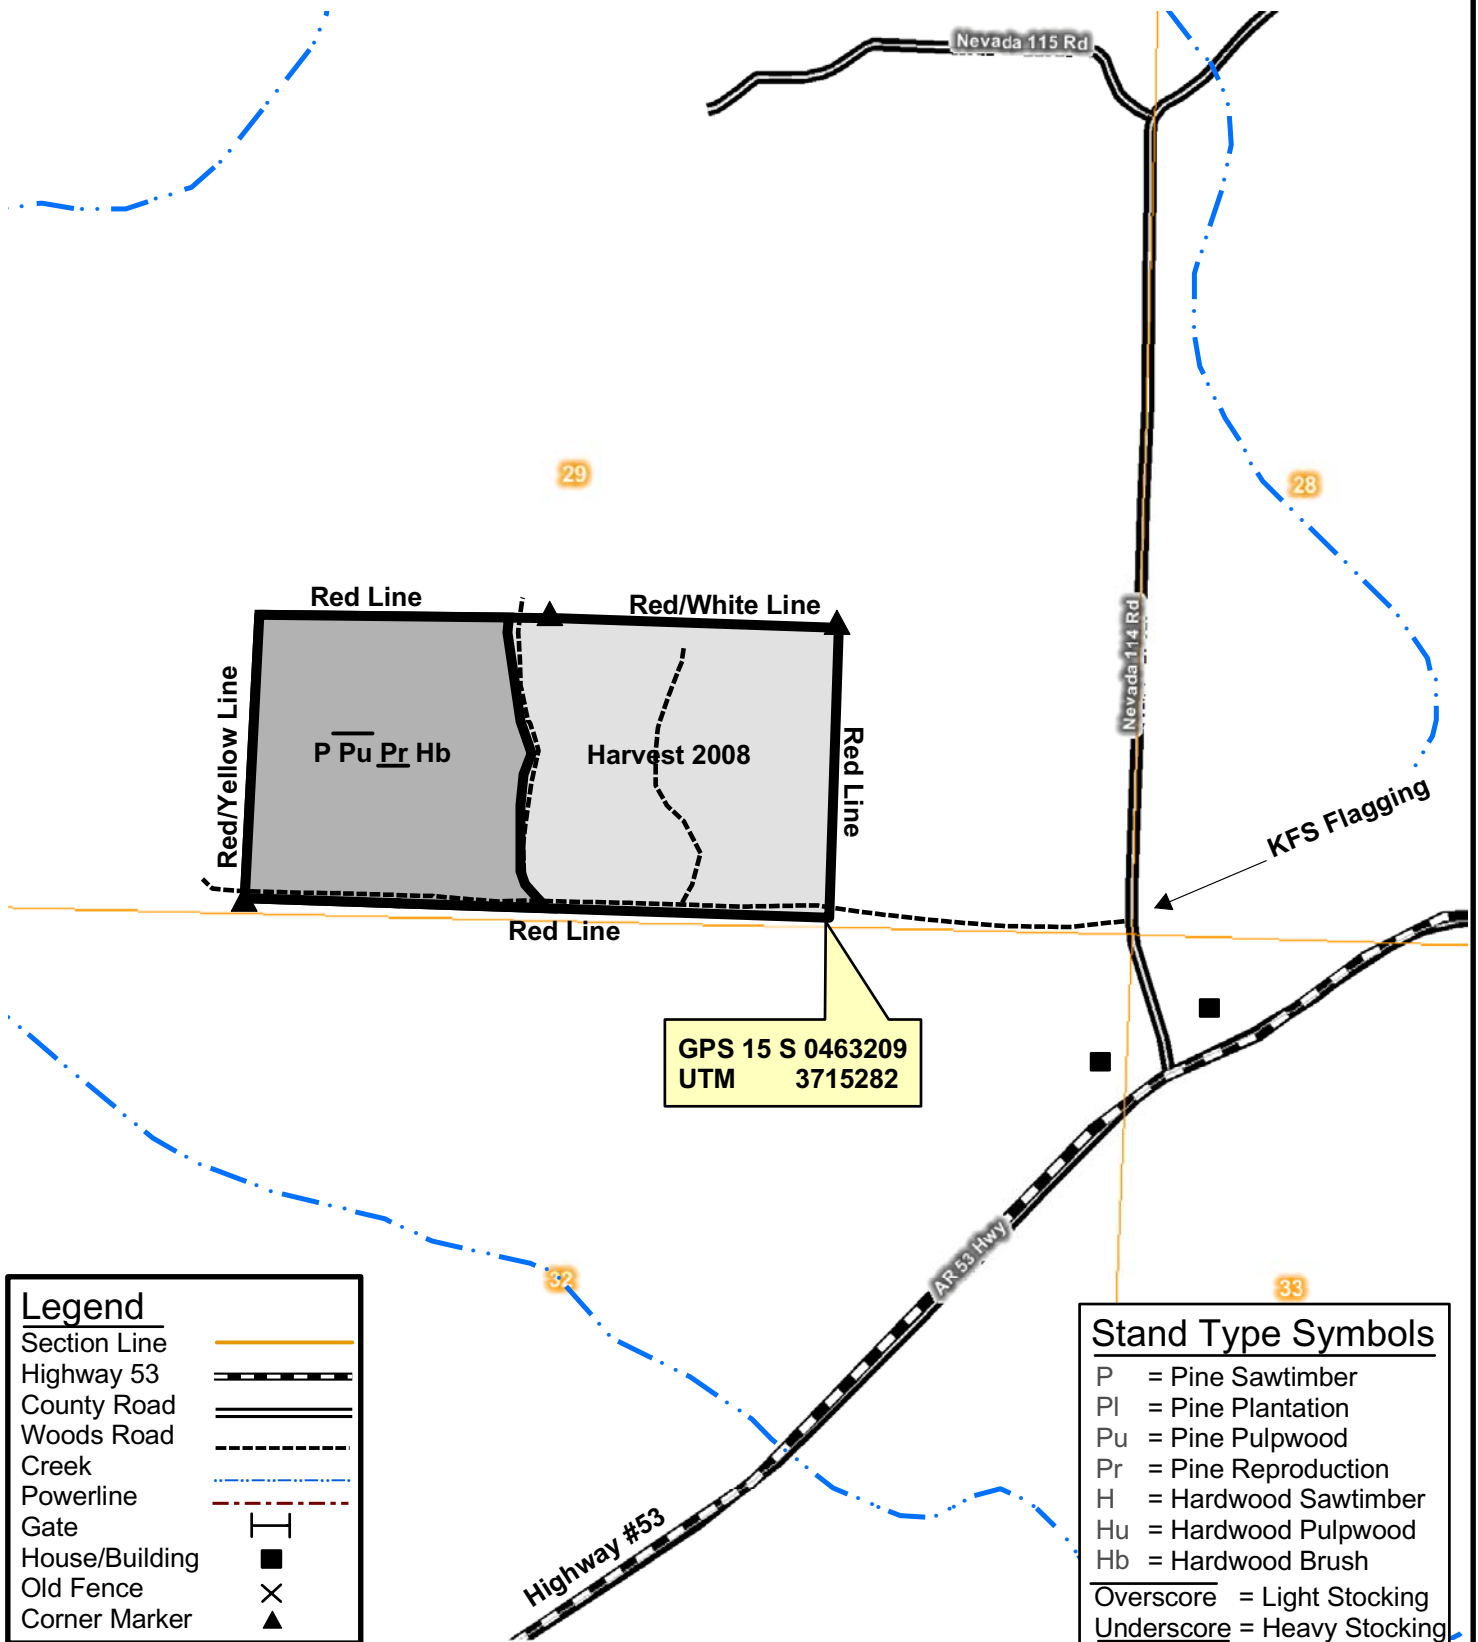 Nevada 115 Rd
29
28
Red Line
Red/White Line
Nevada 114 Rd
Red/Yellow Line
P Pu Pr Hb
Harvest 2008
Red Line
KFS Flagging
Red Line
GPS 15 S 0463209
UTM 3715282
AR 53 Hwy
32
33
Highway #53
Legend
Section Line
Highway 53
County Road
Woods Road
Creek
Powerline
Gate
House/Building
Old Fence
Corner Marker
Stand Type Symbols
P = Pine Sawtimber
Pl = Pine Plantation
Pu = Pine Pulpwood
Pr = Pine Reproduction
H = Hardwood Sawtimber
Hu = Hardwood Pulpwood
Hb = Hardwood Brush
Overscore = Light Stocking
Underscore = Heavy Stocking